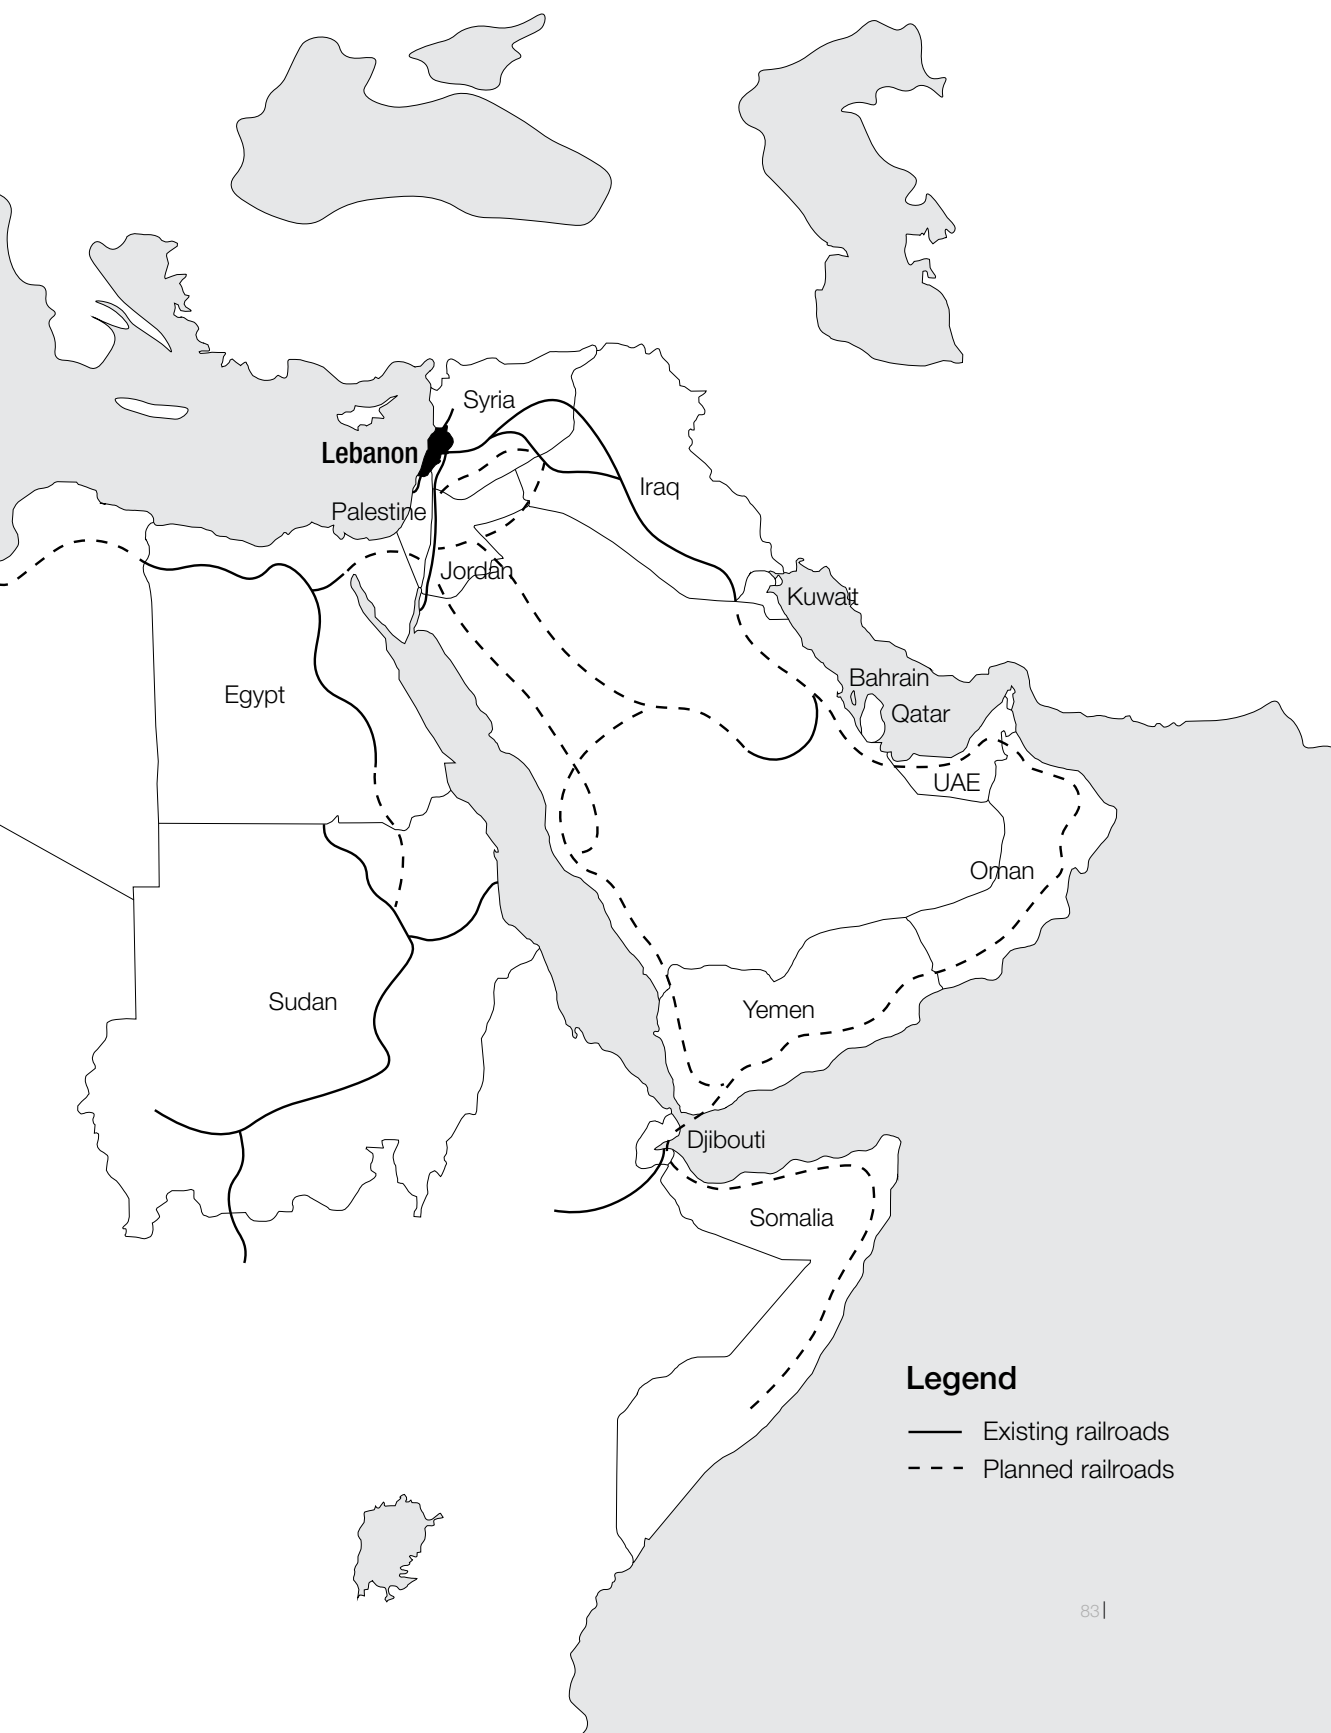 Syria
Lebanon
Iraq
Palestine
Jordan
Kuwait
Bahrain
Egypt
Qatar
UAE
Oman
Sudan
Yemen
Djibouti
Somalia
Legend
Existing railroads
Planned railroads
83|